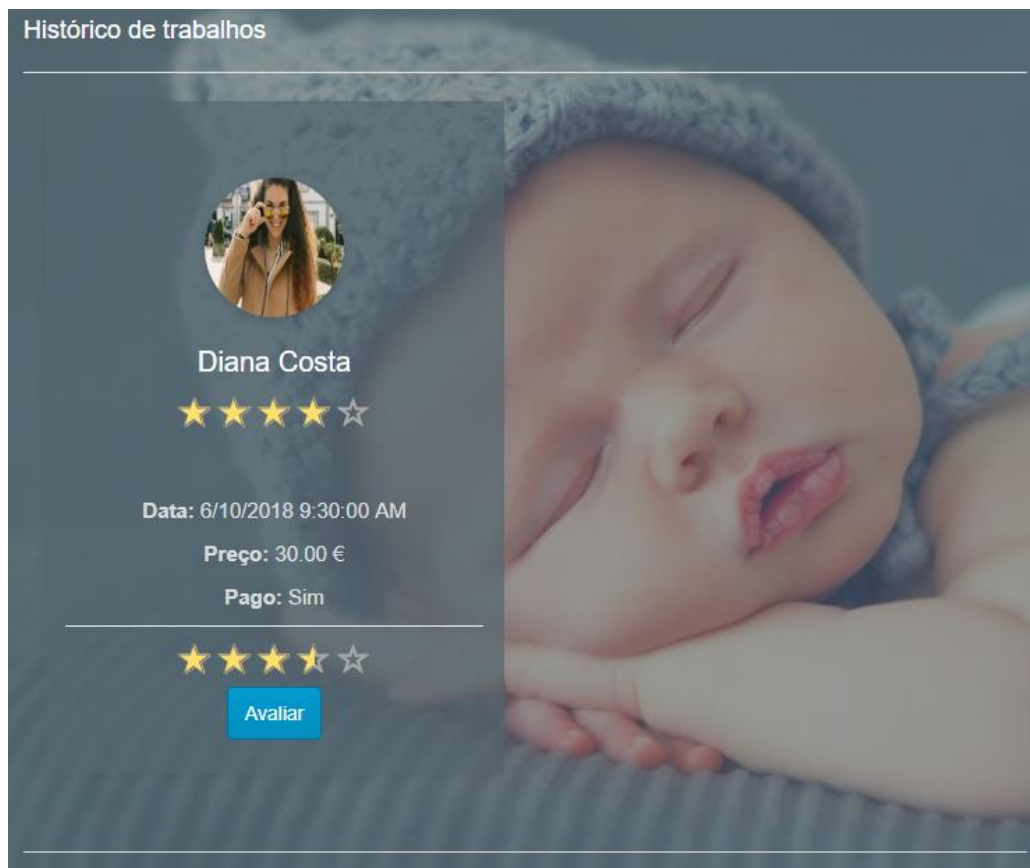 Histórico de trabalhos
Diana Costa
Data: 6/10/2018 9:30:00 AM
Preço: 30.00 €
Pago: Sim
Avaliar